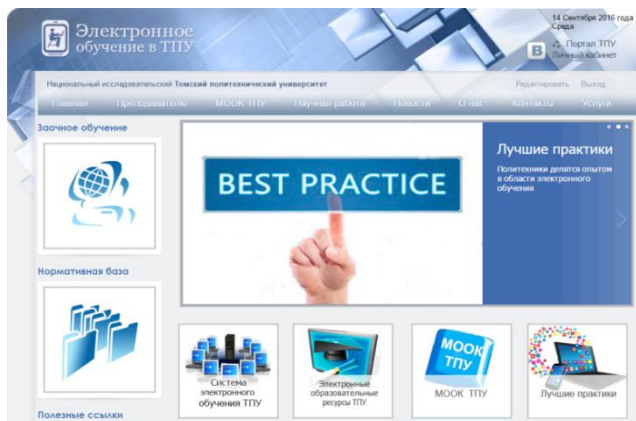 Электронное
обучение в ТПУ
14 Сентября 2016 года
Среда
В
Портал ТПУ
Личный кабинет
Национальный исследовательский Томский политехнический университет
Редактировать Выход
Главная Преподавателю МООК ТПУ Научная работа Новости О нас Контакты Услуги
Заочное обучение
BEST PRACTICE
Лучшие практики
Политехники делятся опытом
в области электронного
обучения
Нормативная база
Система
электронного
обучения ТПУ
Электронные
образовательные
ресурсы ТПУ
МООК
ТПУ
МООК ТПУ
Лучшие практики
Полезные ссылки